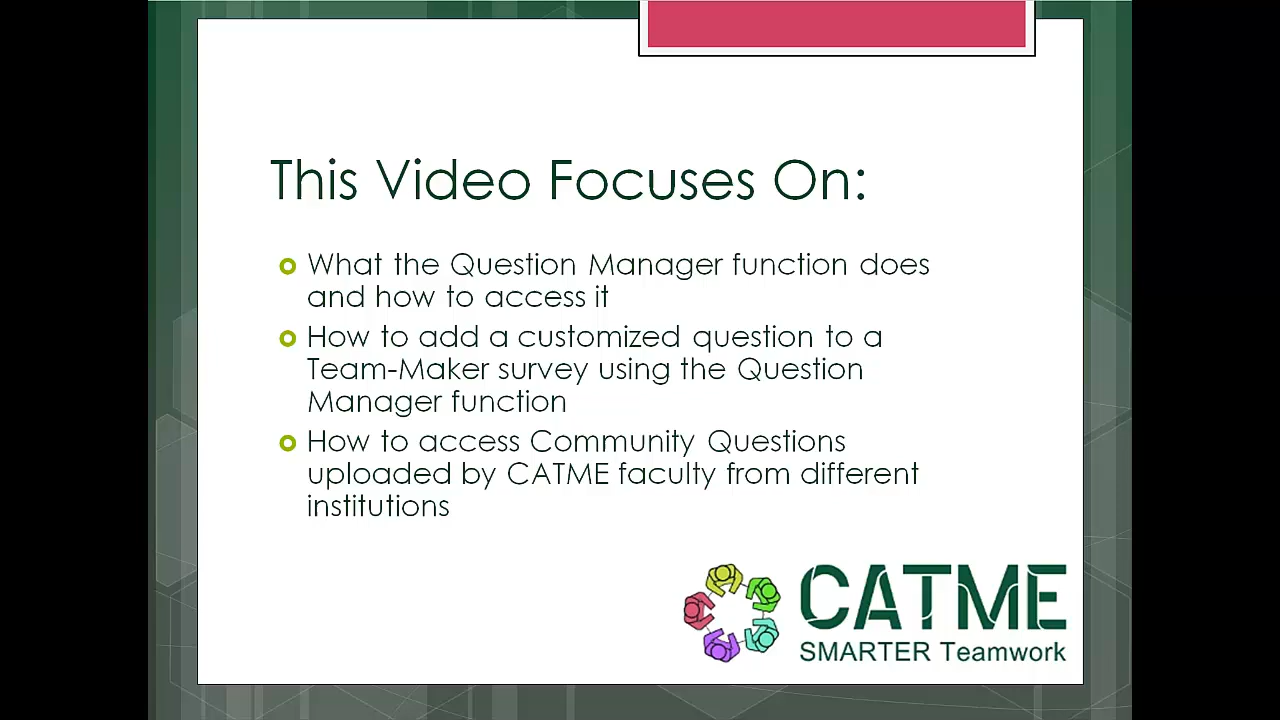 This Video Focuses On:
What the Question Manager function does
and how to access it
How to add a customized question to a
Team-Maker survey using the Question
Manager function
How to access Community Questions
uploaded by CATME faculty from different
institutions
CATME
SMARTER Teamwork